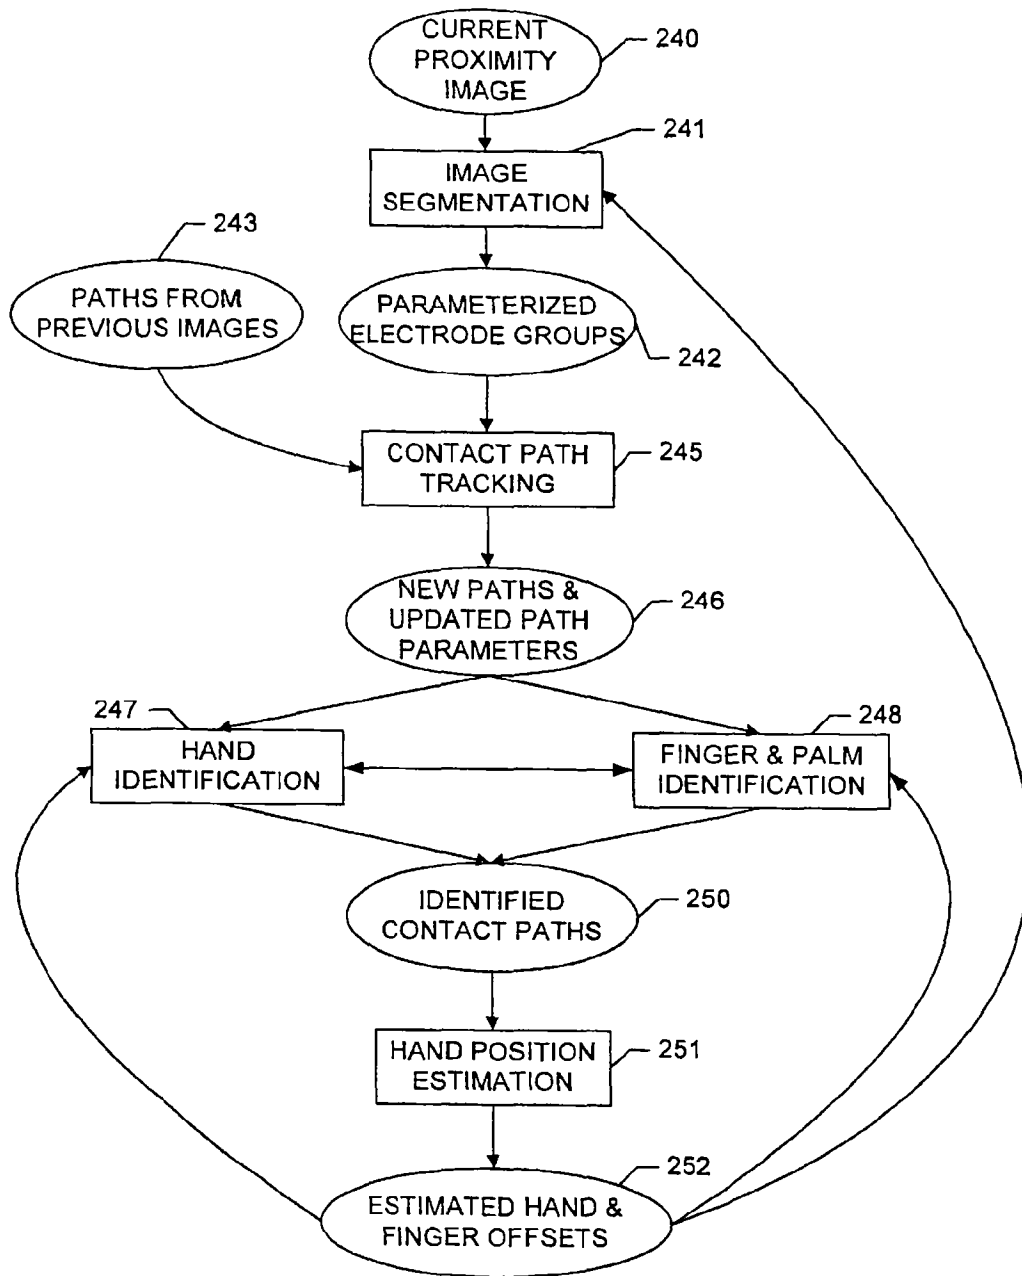 CURRENT
PROXIMITY
IMAGE
240
241
IMAGE
SEGMENTATION
243
PATHS FROM
PREVIOUS IMAGES
PARAMETERIZED
ELECTRODE GROUPS
242
CONTACT PATH
TRACKING
245
NEW PATHS &
UPDATED PATH
PARAMETERS
246
247
HAND
IDENTIFICATION
248
FINGER & PALM
IDENTIFICATION
IDENTIFIED
CONTACT PATHS
250
HAND POSITION
ESTIMATION
251
252
ESTIMATED HAND &
FINGER OFFSETS